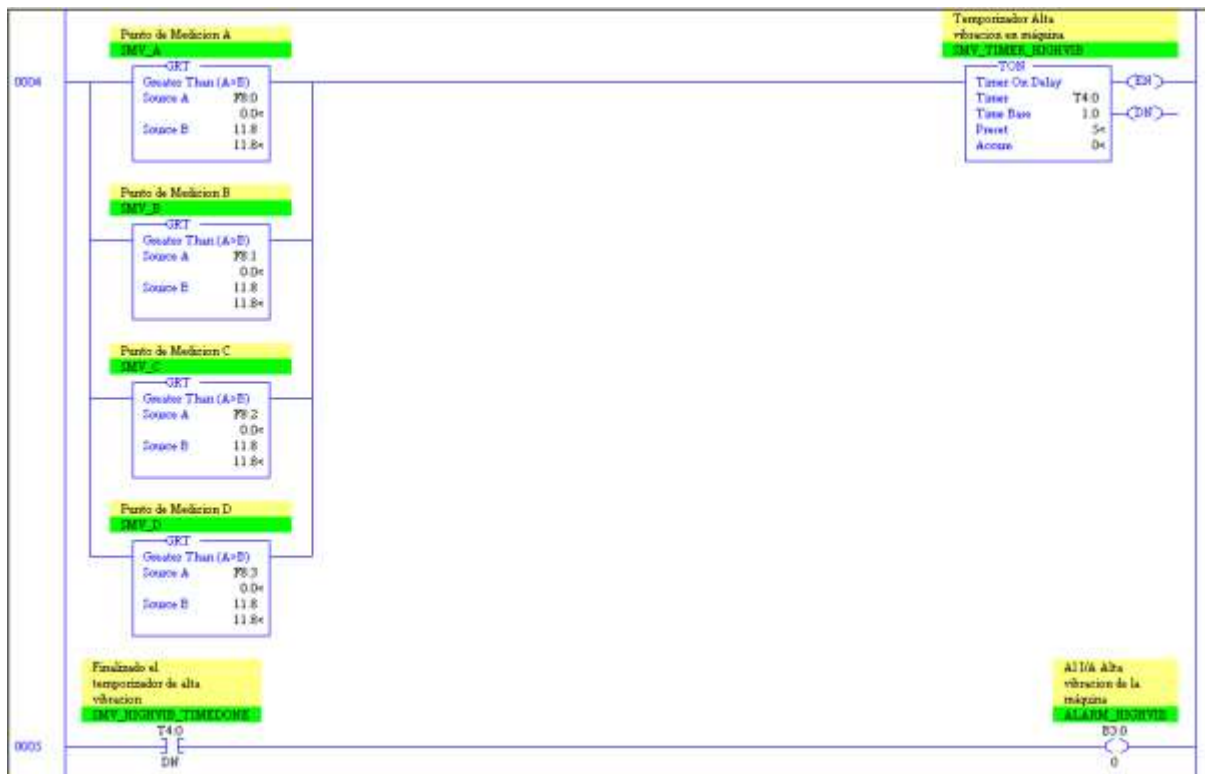 Punto de Medicion A
SMV_A
GRT
Greater Than (A>B)
Source A F8:0
0.0<
Source B 11.8
11.8<
0004
Temporizador Alta
vibracion en máquina
SMV_TIMER_HIGHVIB
TON
Timer On Delay
Timer T4:0
Time Base 1.0
Preset 5<
Accum 0<
EN
DN
Punto de Medicion B
SMV_B
GRT
Greater Than (A>B)
Source A F8:1
0.0<
Source B 11.8
11.8<
Punto de Medicion C
SMV_C
GRT
Greater Than (A>B)
Source A F8:2
0.0<
Source B 11.8
11.8<
Punto de Medicion D
SMV_D
GRT
Greater Than (A>B)
Source A F8:3
0.0<
Source B 11.8
11.8<
Finalizado el
temporizador de alta
vibracion
SMV_HIGHVIB_TIMEDONE
T4:0
DN
0005
Alta
vibracion de la
máquina
ALARM_HIGHVIB
B3:0
0